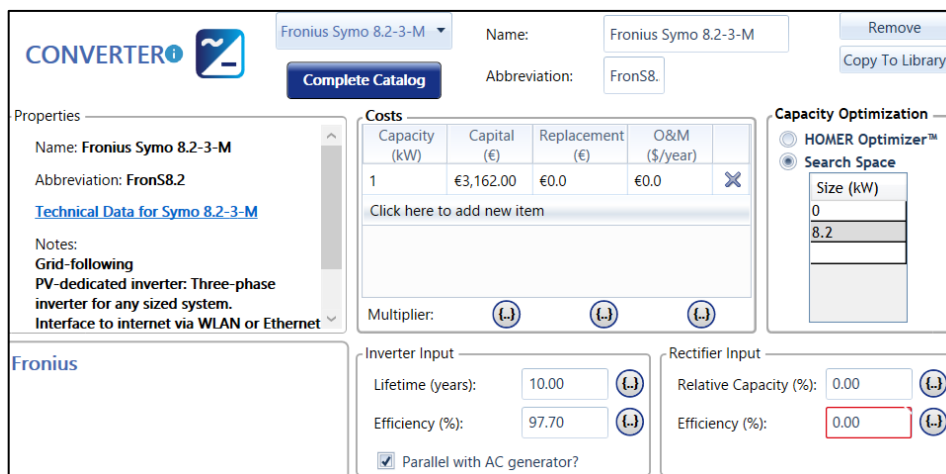 CONVERTER
Fronius Symo 8.2-3-M
Complete Catalog
Name: Fronius Symo 8.2-3-M
Abbreviation: FronS8.
Remove
Copy To Library
Properties
Name: Fronius Symo 8.2-3-M
Abbreviation: FronS8.2
Technical Data for Symo 8.2-3-M
Notes:
Grid-following
PV-dedicated inverter: Three-phase
inverter for any sized system.
Interface to internet via WLAN or Ethernet
Costs
Capacity (kW) Capital (€) Replacement (€) O&M ($/year)
1 €3,162.00 €0.0 €0.0
Click here to add new item
Multiplier: {..} {..} {..}
Capacity Optimization
HOMER Optimizer™
Search Space
Size (kW)
0
8.2
Fronius
Inverter Input
Lifetime (years): 10.00 {..}
Efficiency (%): 97.70 {..}
Parallel with AC generator?
Rectifier Input
Relative Capacity (%): 0.00 {..}
Efficiency (%): 0.00 {..}